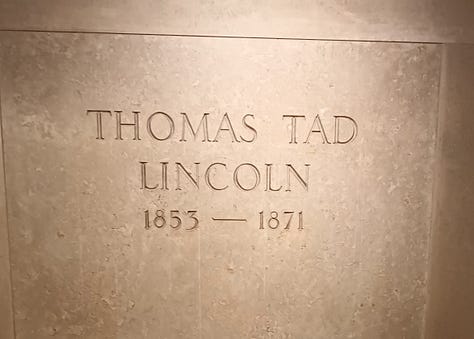 THOMAS TAD
LINCOLN
1853 — 1871